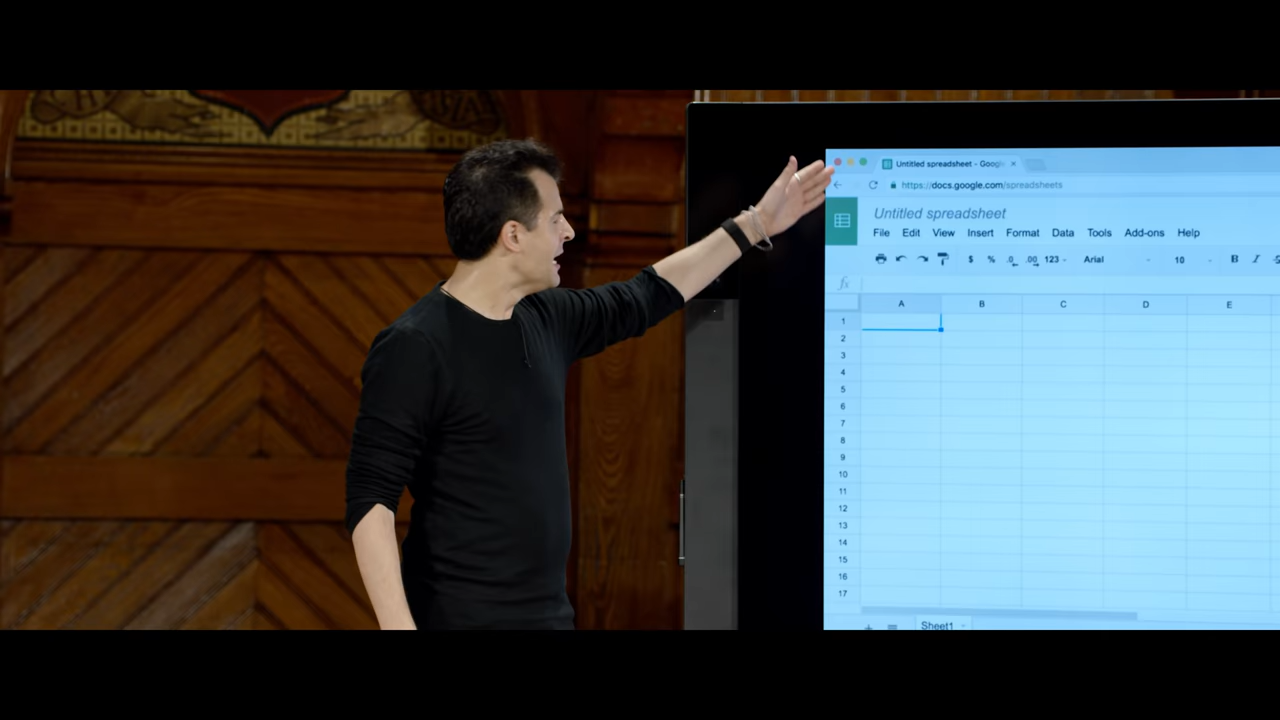 Untitled spreadsheet - Goog
https://docs.google.com/spreadsheets
Untitled spreadsheet
File Edit View Insert Format Data Tools Add-ons Help
$ % .0 .00 123 Arial 10 B I S
fx
A B C D E
1
2
3
4
5
6
7
8
9
10
11
12
13
14
15
16
17
Sheet1